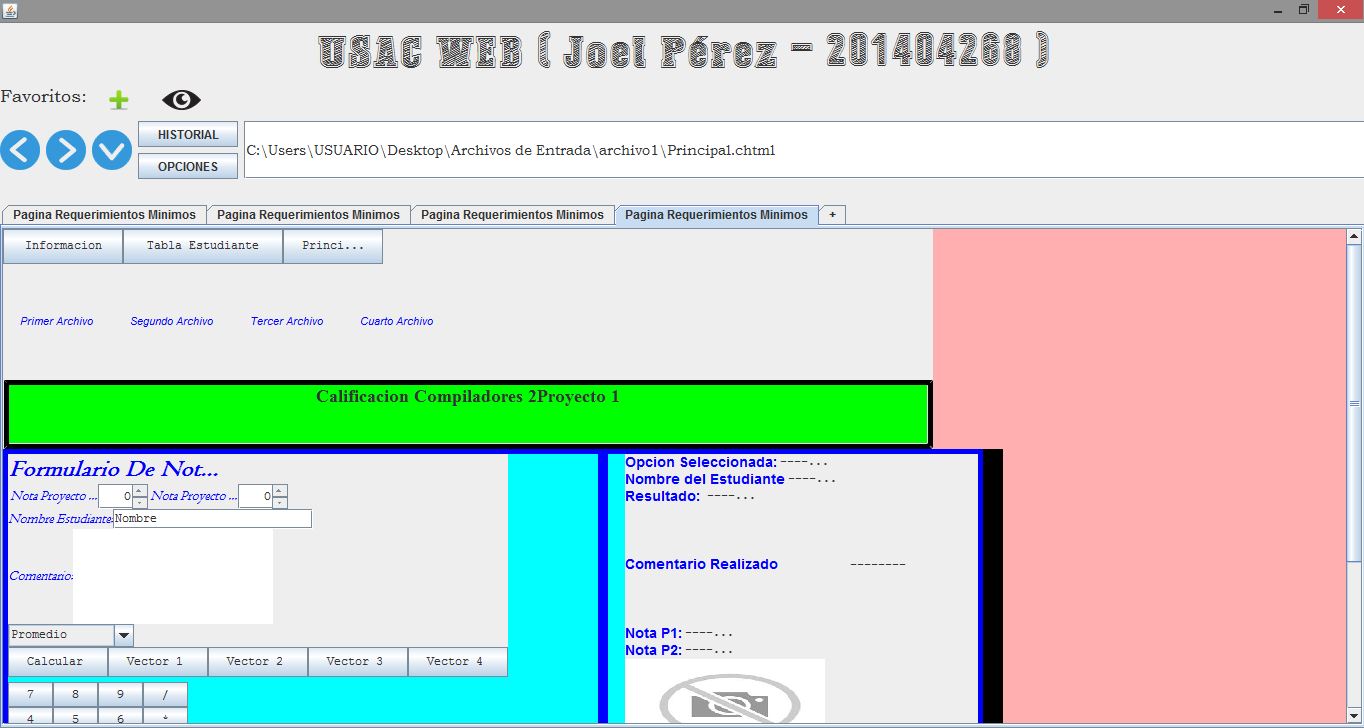 USAC WEB ( Joel Pérez - 201404268 )
Favoritos:
HISTORIAL
OPCIONES
C:\Users\USUARIO\Desktop\Archivos de Entrada\archivo1\Principal.chtml
Pagina Requerimientos Minimos Pagina Requerimientos Minimos Pagina Requerimientos Minimos Pagina Requerimientos Minimos +
Informacion Tabla Estudiante Princi...
Primer Archivo Segundo Archivo Tercer Archivo Cuarto Archivo
Calificacion Compiladores 2Proyecto 1
Formulario De Not...
Nota Proyecto ... 0 Nota Proyecto ... 0
Nombre Estudiante: Nombre
Comentario:
Promedio
Calcular Vector 1 Vector 2 Vector 3 Vector 4
7 8 9 /
4 5 6 *
Opcion Seleccionada: ----...
Nombre del Estudiante ----...
Resultado: ----...
Comentario Realizado --------
Nota P1: ----...
Nota P2: ----...